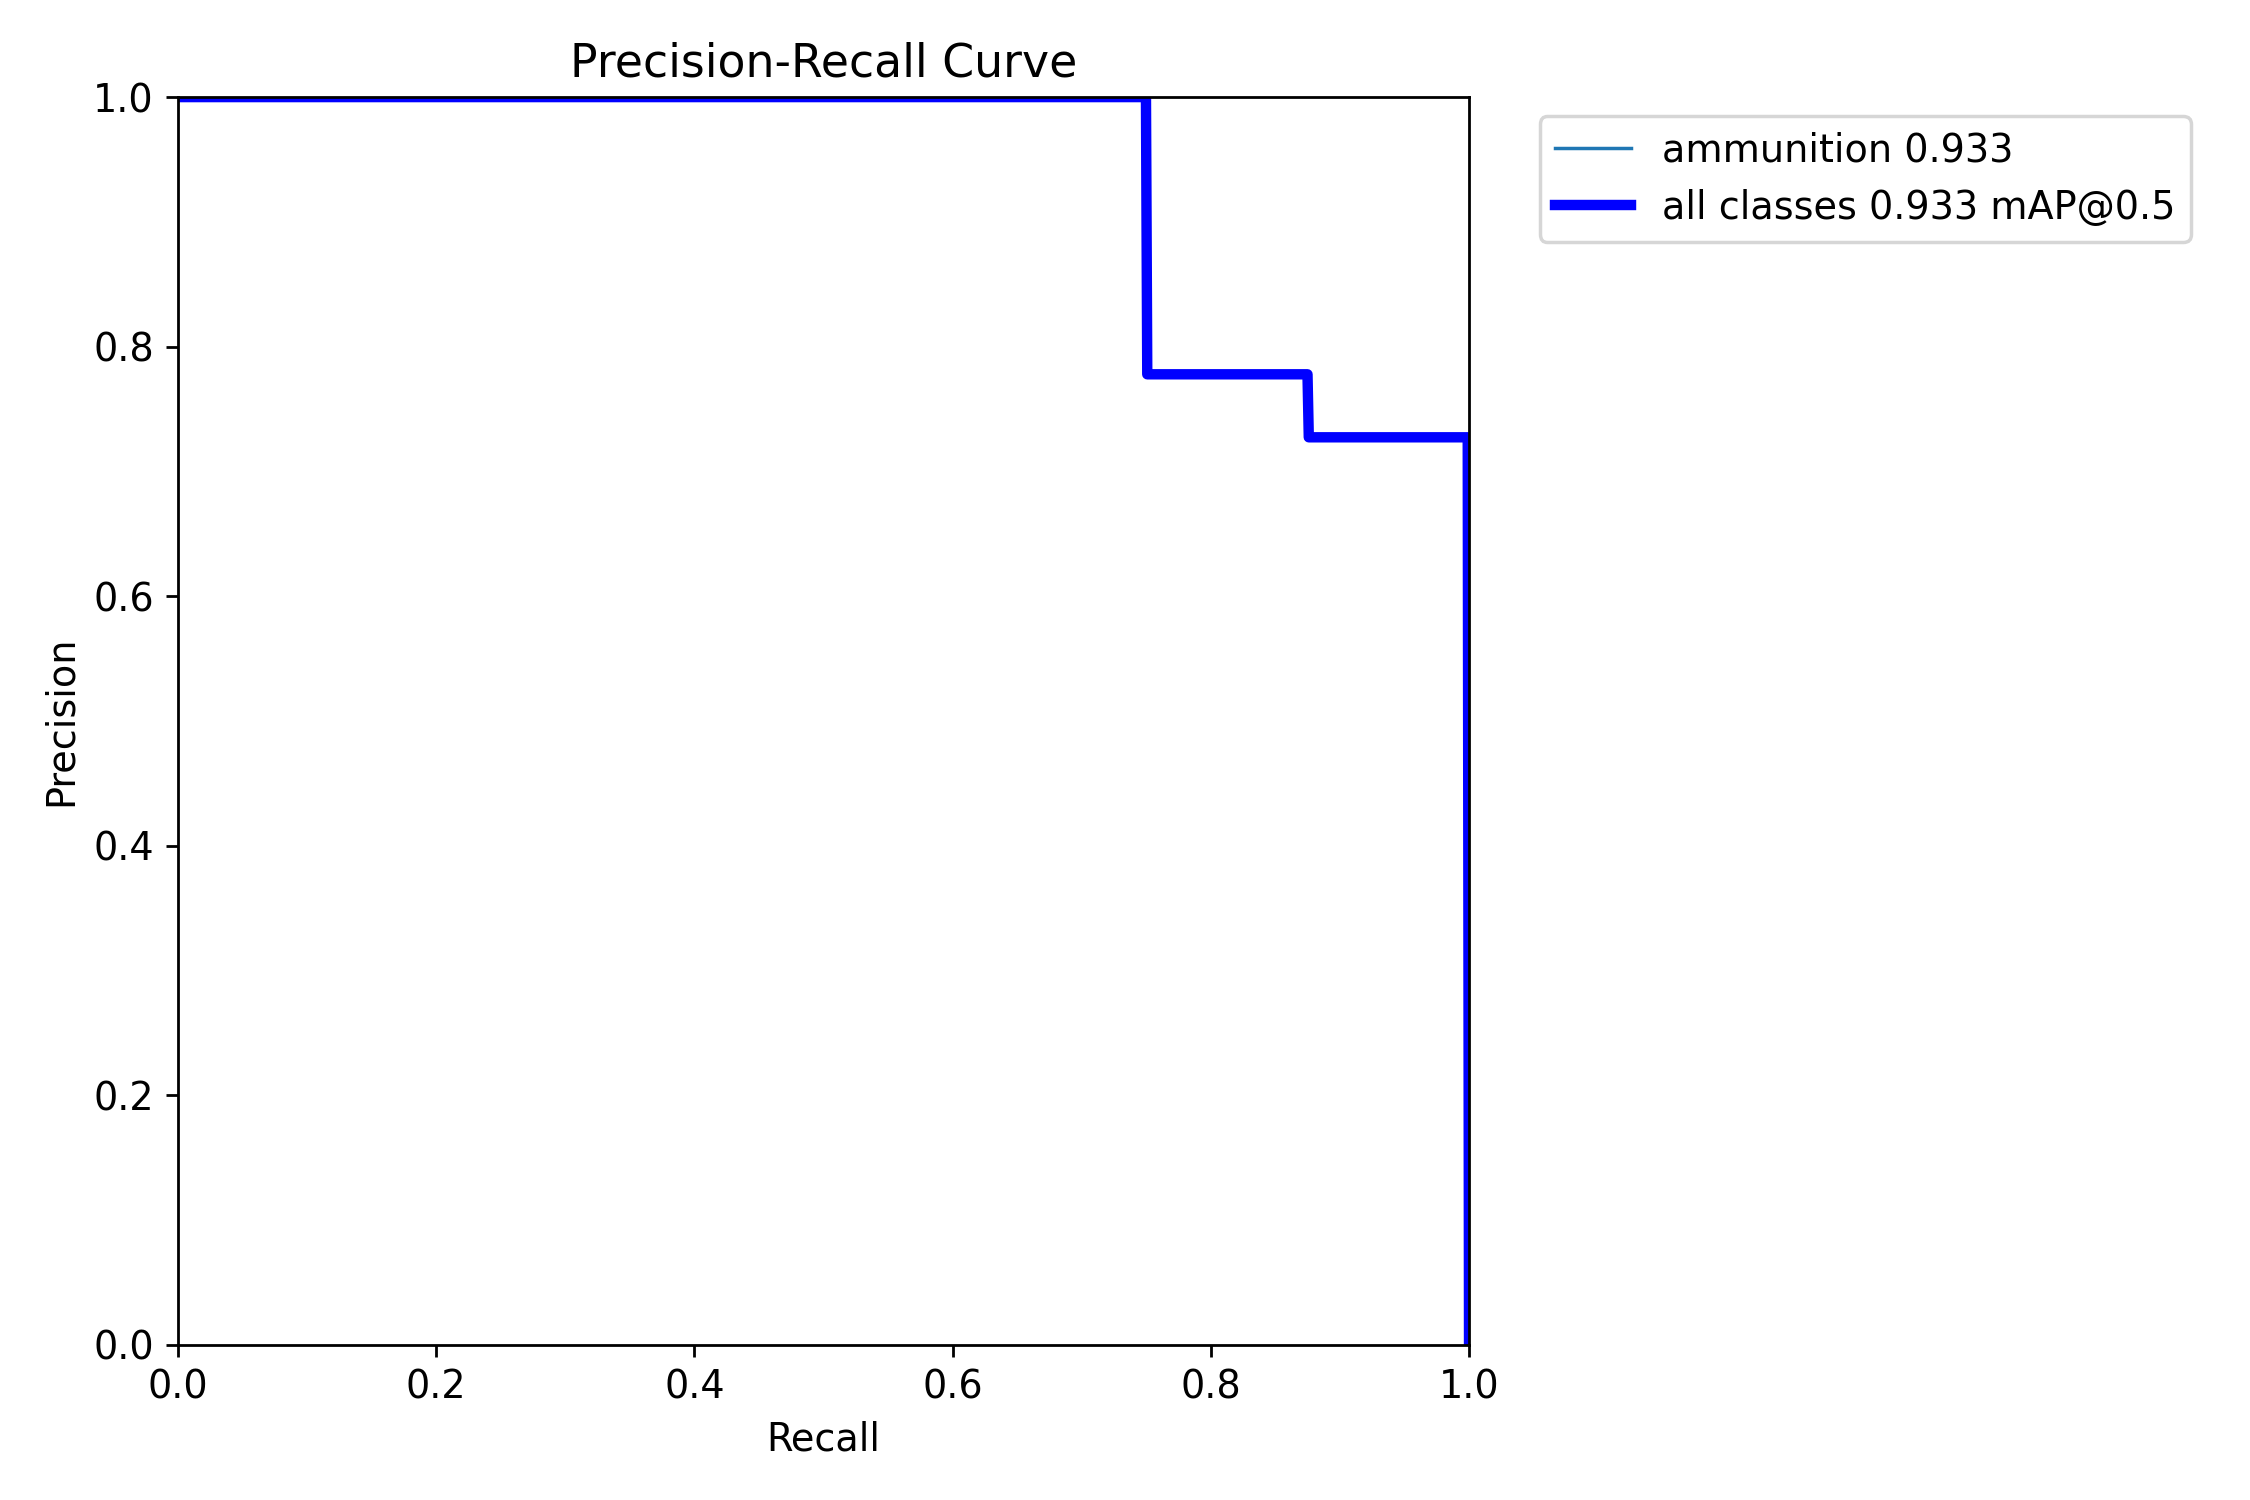 Precision-Recall Curve
1.0
0.8
0.6
0.4
0.2
0.0
Precision
0.0 0.2 0.4 0.6 0.8 1.0
Recall
ammunition 0.933
all classes 0.933 mAP@0.5